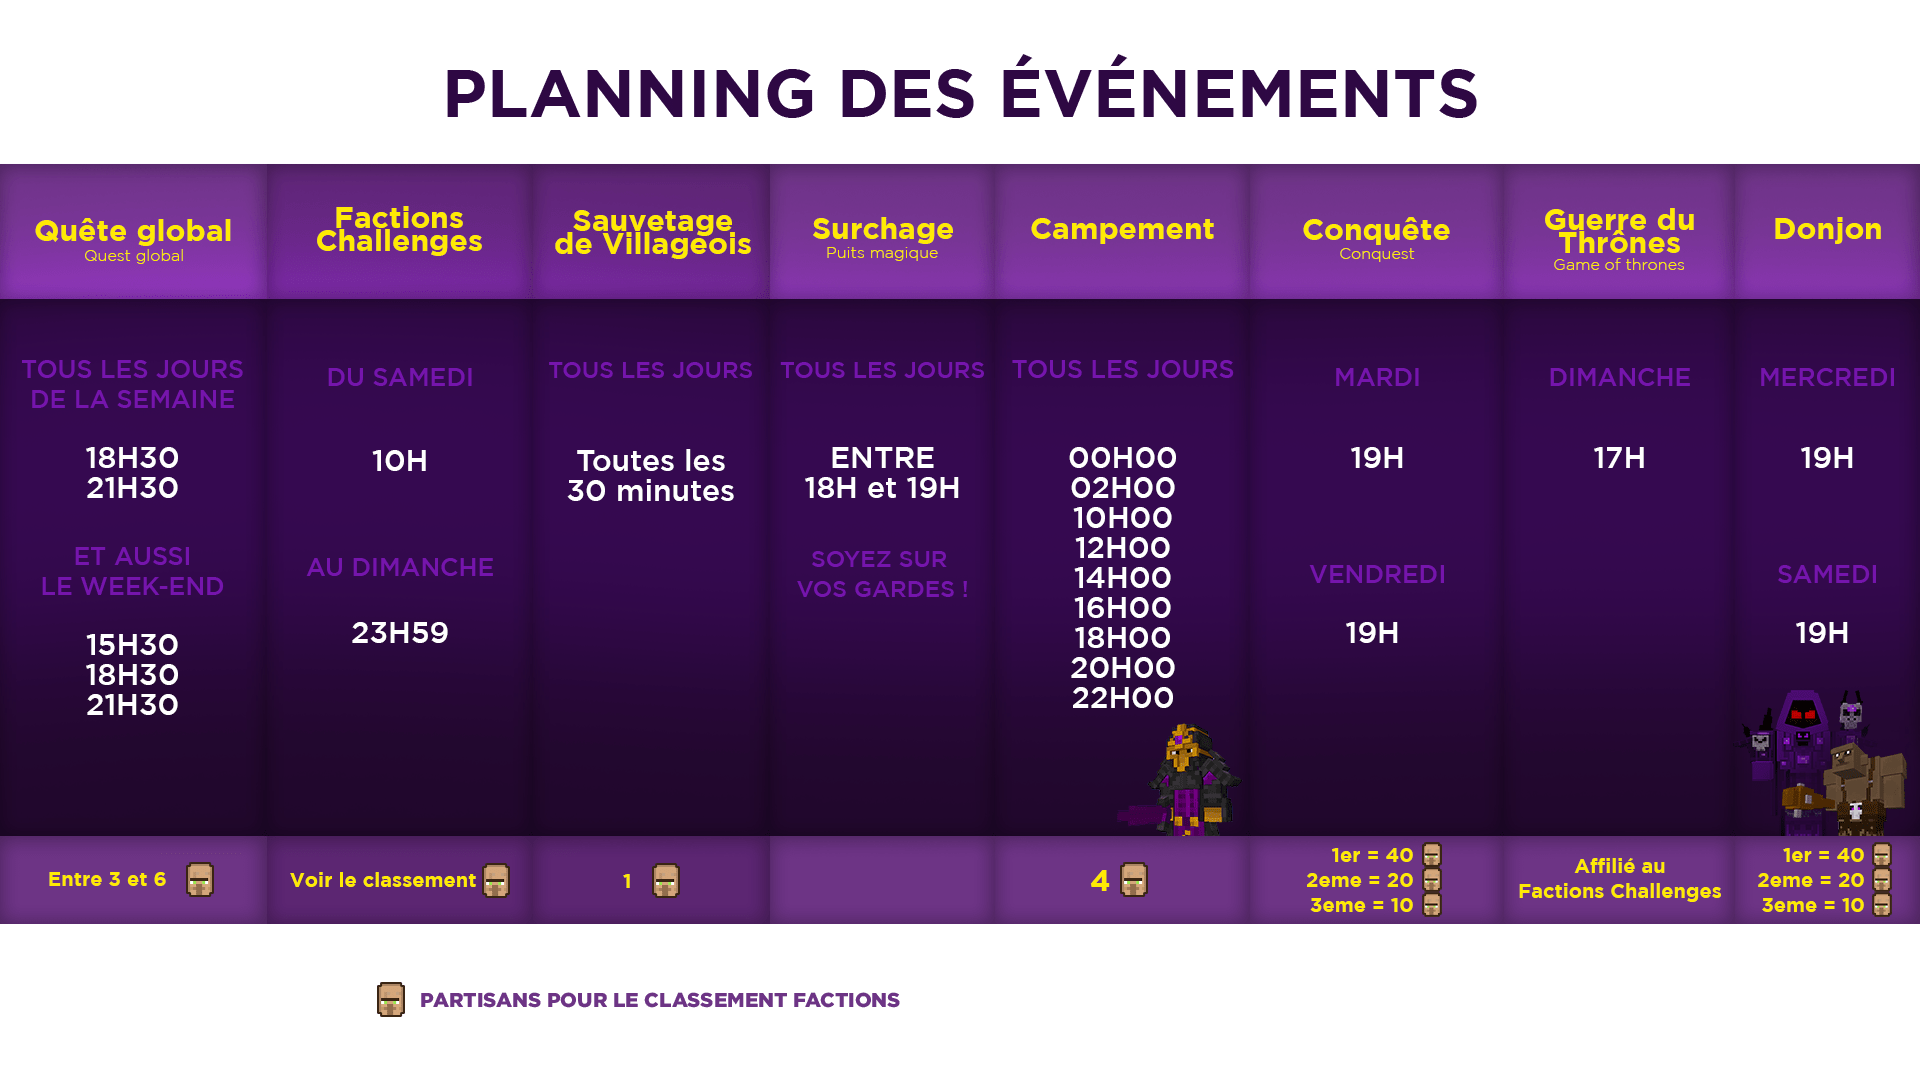 PLANNING DES ÉVÉNEMENTS
Quête global
Quest global
TOUS LES JOURS
DE LA SEMAINE
18H30
21H30
ET AUSSI
LE WEEK-END
15H30
18H30
21H30
Entre 3 et 6
Factions
Challenges
DU SAMEDI
10H
AU DIMANCHE
23H59
Voir le classement
Sauvetage
de Villageois
TOUS LES JOURS
Toutes les
30 minutes
1
Surchage
Puits magique
TOUS LES JOURS
ENTRE
18H et 19H
SOYEZ SUR
VOS GARDES !
Campement
TOUS LES JOURS
00H00
02H00
10H00
12H00
14H00
16H00
18H00
20H00
22H00
4
Conquête
Conquest
MARDI
19H
VENDREDI
19H
1er = 40
2eme = 20
3eme = 10
Guerre du
Thrônes
Game of thrones
DIMANCHE
17H
Affilié au
Factions Challenges
Donjon
MERCREDI
19H
SAMEDI
19H
1er = 40
2eme = 20
3eme = 10
PARTISANS POUR LE CLASSEMENT FACTIONS